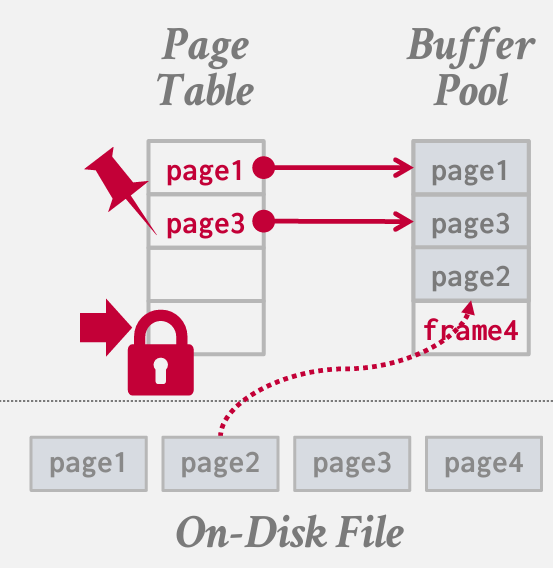 Page
Table
Buffer
Pool
page1
page3
page1
page3
page2
frame4
page1
page2
page3
page4
On-Disk File